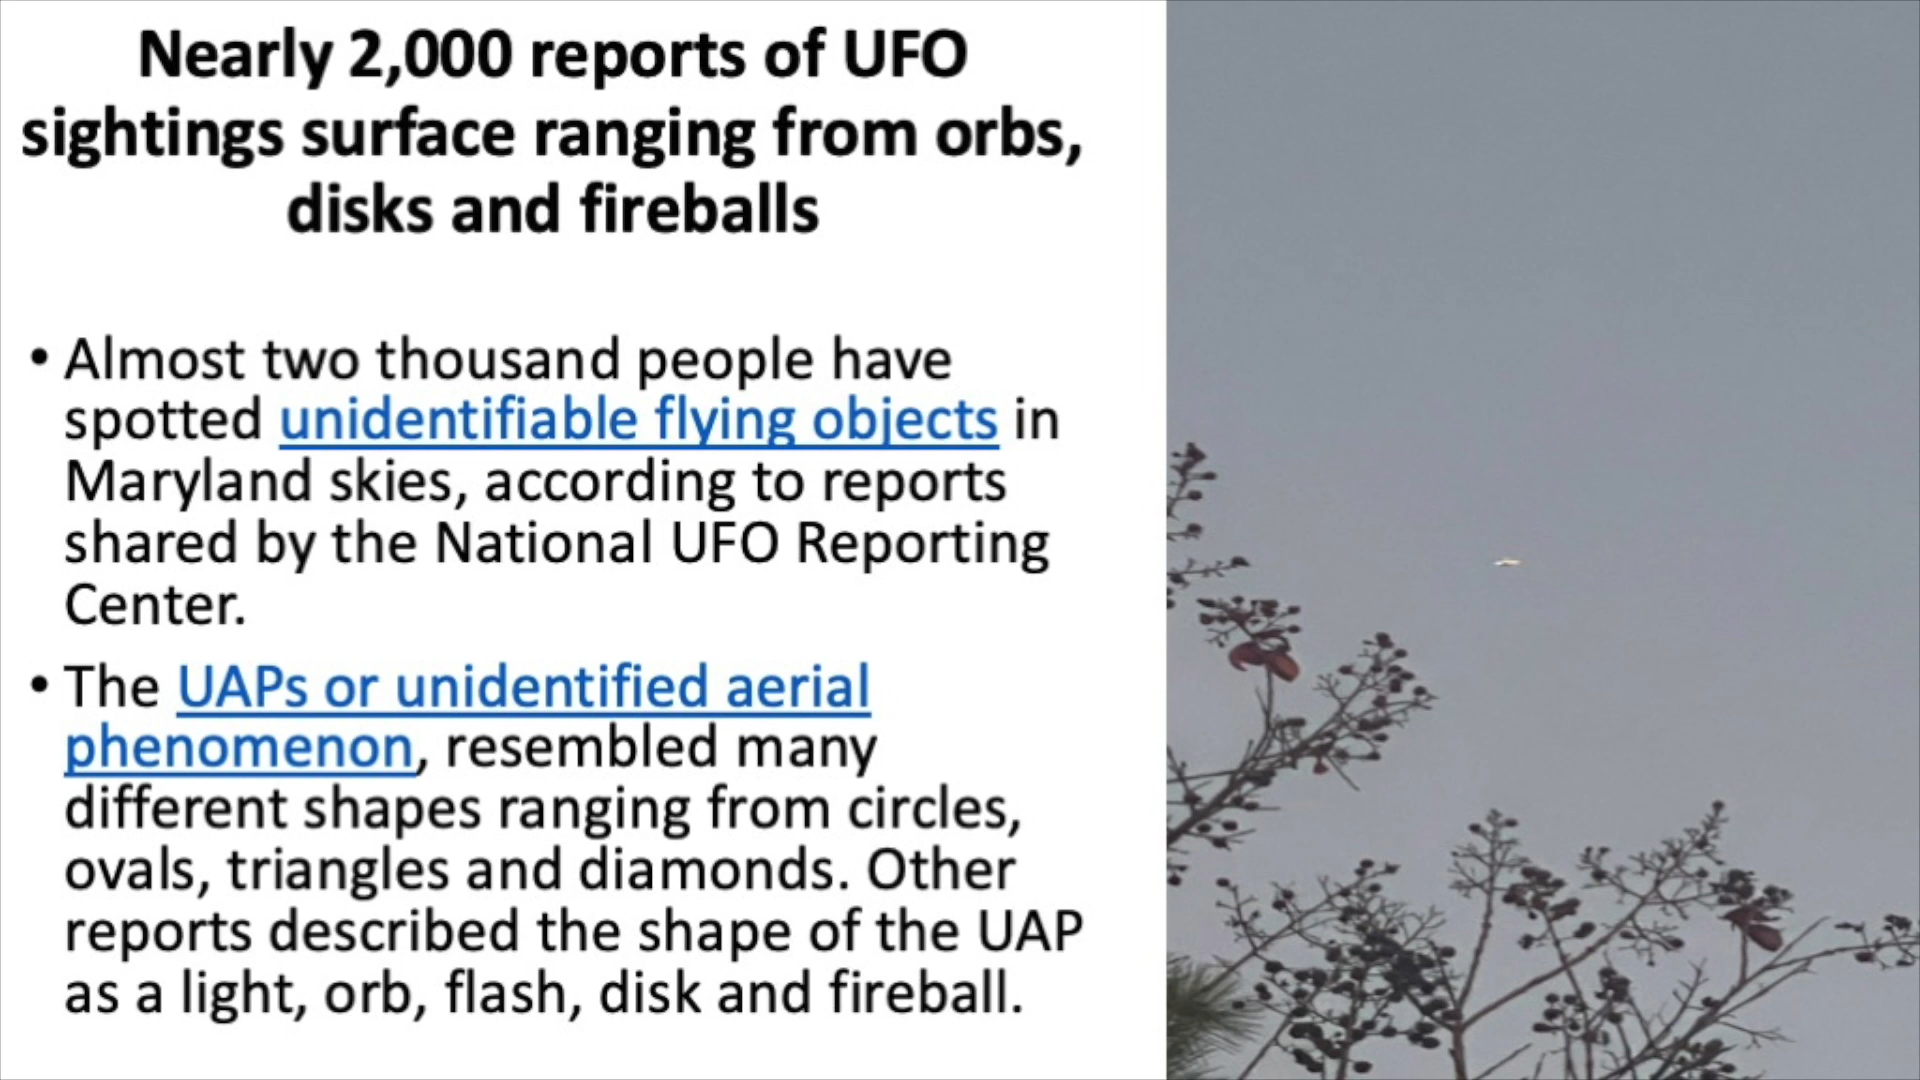 Nearly 2,000 reports of UFO
sightings surface ranging from orbs,
disks and fireballs
• Almost two thousand people have
spotted unidentifiable flying objects in
Maryland skies, according to reports
shared by the National UFO Reporting
Center.
• The UAPs or unidentified aerial
phenomenon, resembled many
different shapes ranging from circles,
ovals, triangles and diamonds. Other
reports described the shape of the UAP
as a light, orb, flash, disk and fireball.